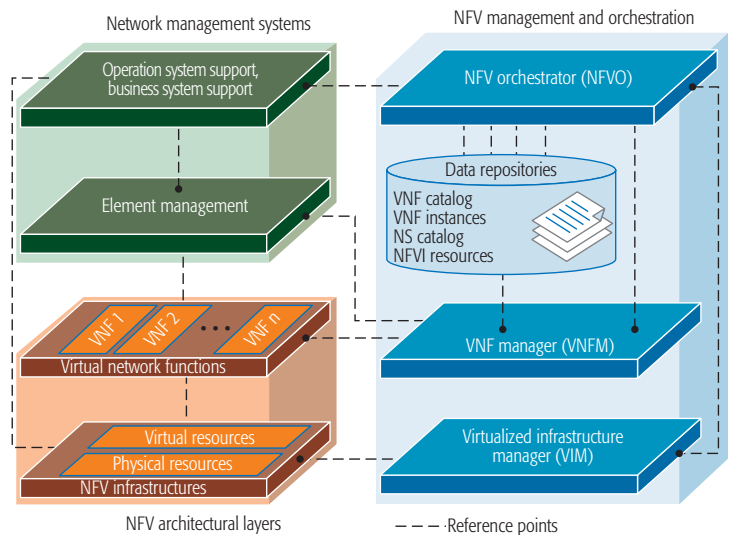 Network management systems
NFV management and orchestration
Operation system support,
business system support
Element management
NFV orchestrator (NFVO)
Data repositories
VNF catalog
VNF instances
NS catalog
NFVI resources
VNF 1
VNF 2
VNF n
Virtual network functions
VNF manager (VNFM)
Virtual resources
Physical resources
NFV infrastructures
Virtualized infrastructure
manager (VIM)
NFV architectural layers
Reference points